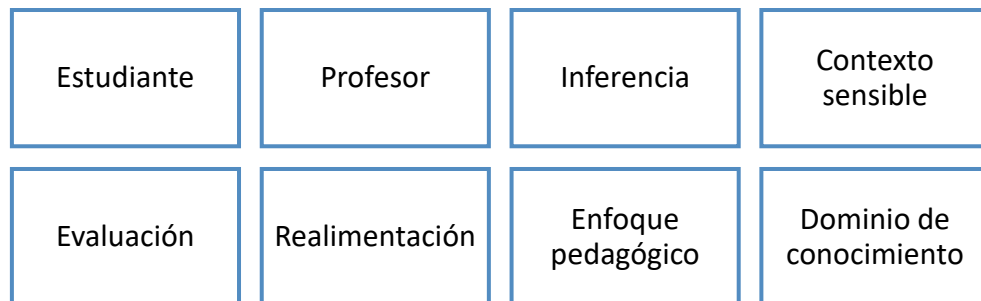 Estudiante
Profesor
Inferencia
Contexto
sensible
Evaluación
Realimentación
Enfoque
pedagógico
Dominio de
conocimiento